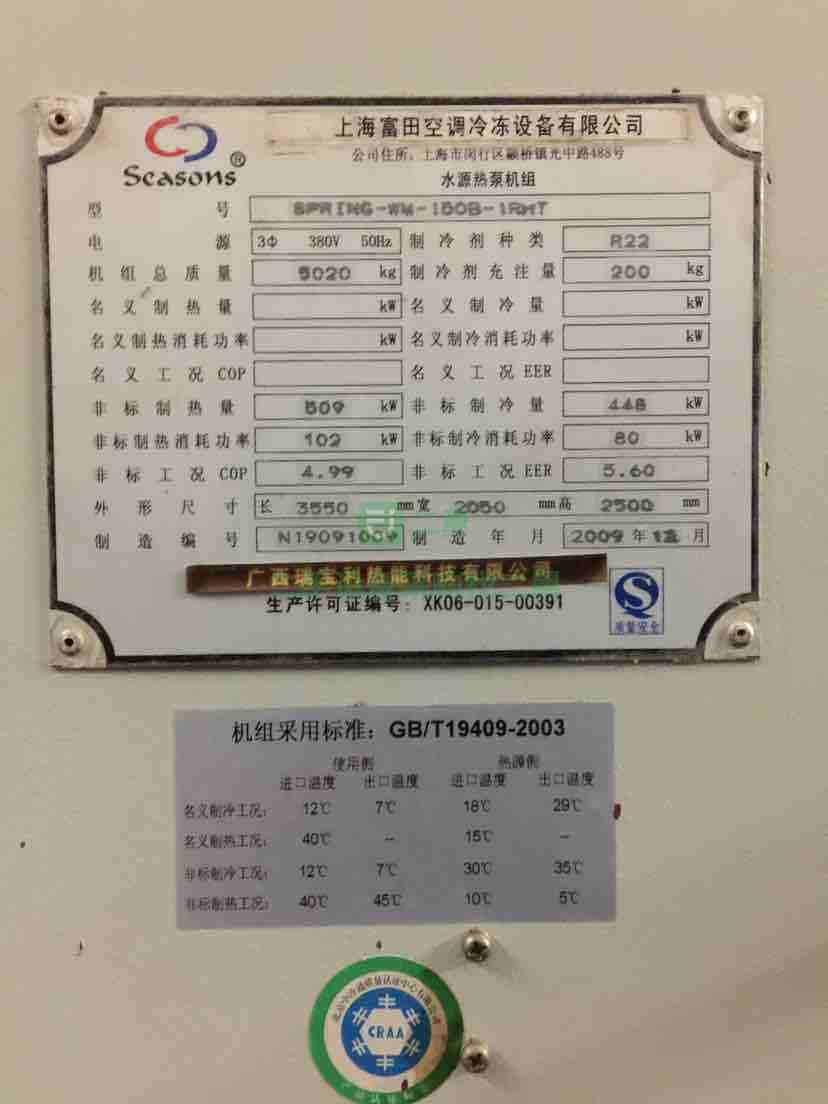 上海富田空调冷冻设备有限公司
公司住所：上海市闵行区颛桥镇光中路488号
Seasons®
水源热泵机组
型号 SPRING-WM-150B-1RMT
电源 3Φ 380V 50Hz 制冷剂种类 R22
机组总质量 5020 kg 制冷剂充注量 200 kg
名义制热量 kW 名义制冷量 kW
名义制热消耗功率 kW 名义制冷消耗功率 kW
名义工况COP 名义工况EER
非标制热量 509 kW 非标制冷量 448 kW
非标制热消耗功率 102 kW 非标制冷消耗功率 80 kW
非标工况COP 4.99 非标工况EER 5.60
外形尺寸 长 3550 mm宽 2050 mm高 2500 mm
制造编号 N19091009 制造年月 2009年12月
广西瑞宝利热能科技有限公司
生产许可证编号：XK06-015-00391
质量安全
机组采用标准：GB/T19409-2003
使用侧 热源侧
进口温度 出口温度 进口温度 出口温度
名义制冷工况： 12℃ 7℃ 18℃ 29℃
名义制热工况： 40℃ -- 15℃ --
非标制冷工况： 12℃ 7℃ 30℃ 35℃
非标制热工况： 40℃ 45℃ 10℃ 5℃
CRAA